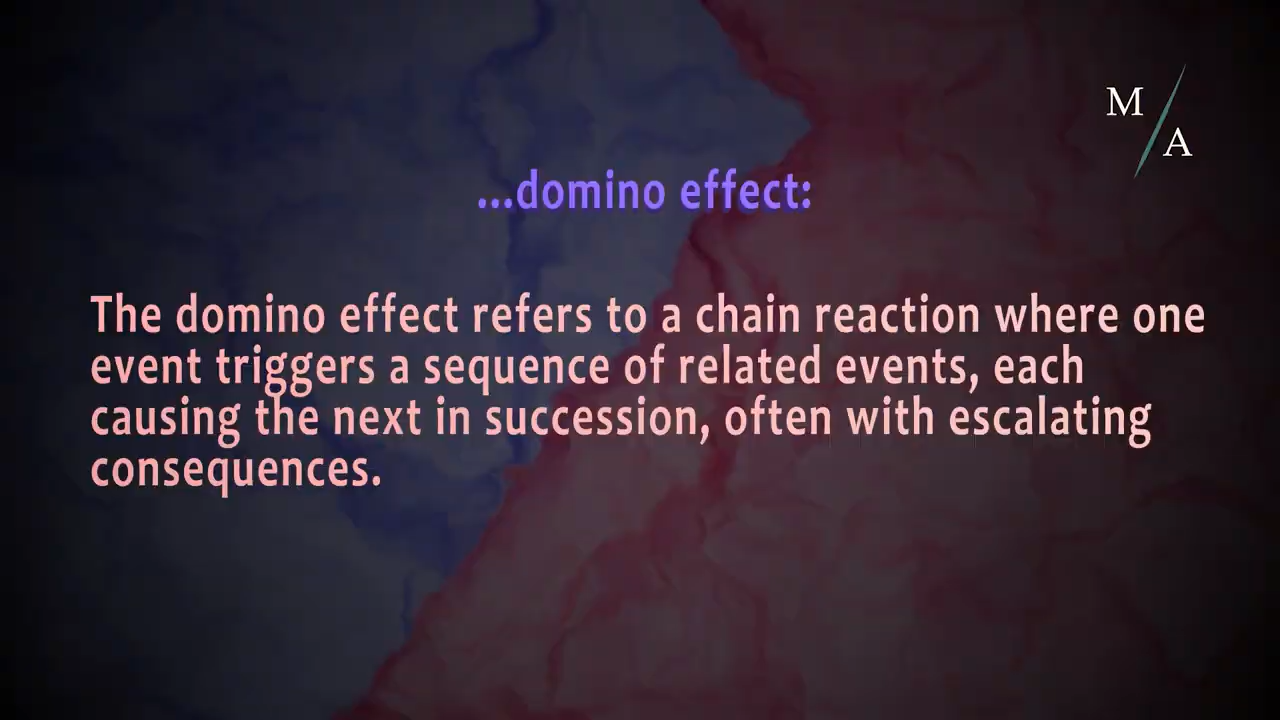 M
A
...domino effect:
The domino effect refers to a chain reaction where one
event triggers a sequence of related events, each
causing the next in succession, often with escalating
consequences.